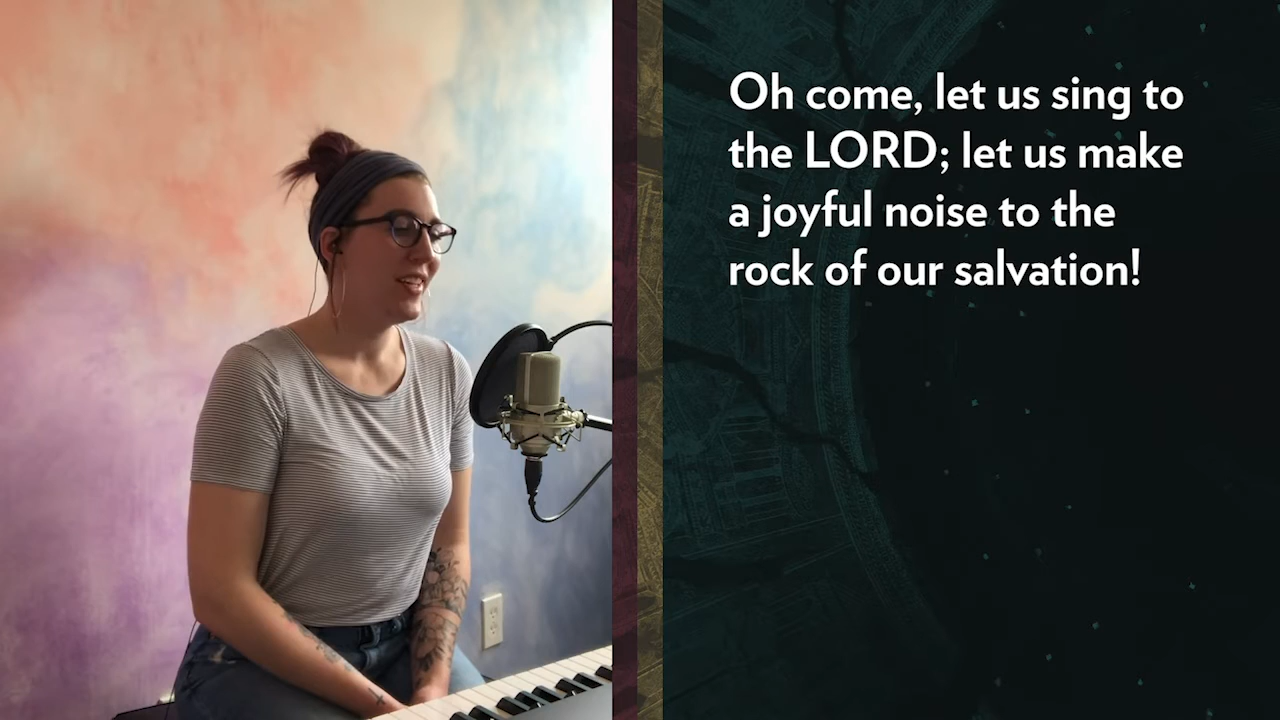 Oh come, let us sing to
the LORD; let us make
a joyful noise to the
rock of our salvation!